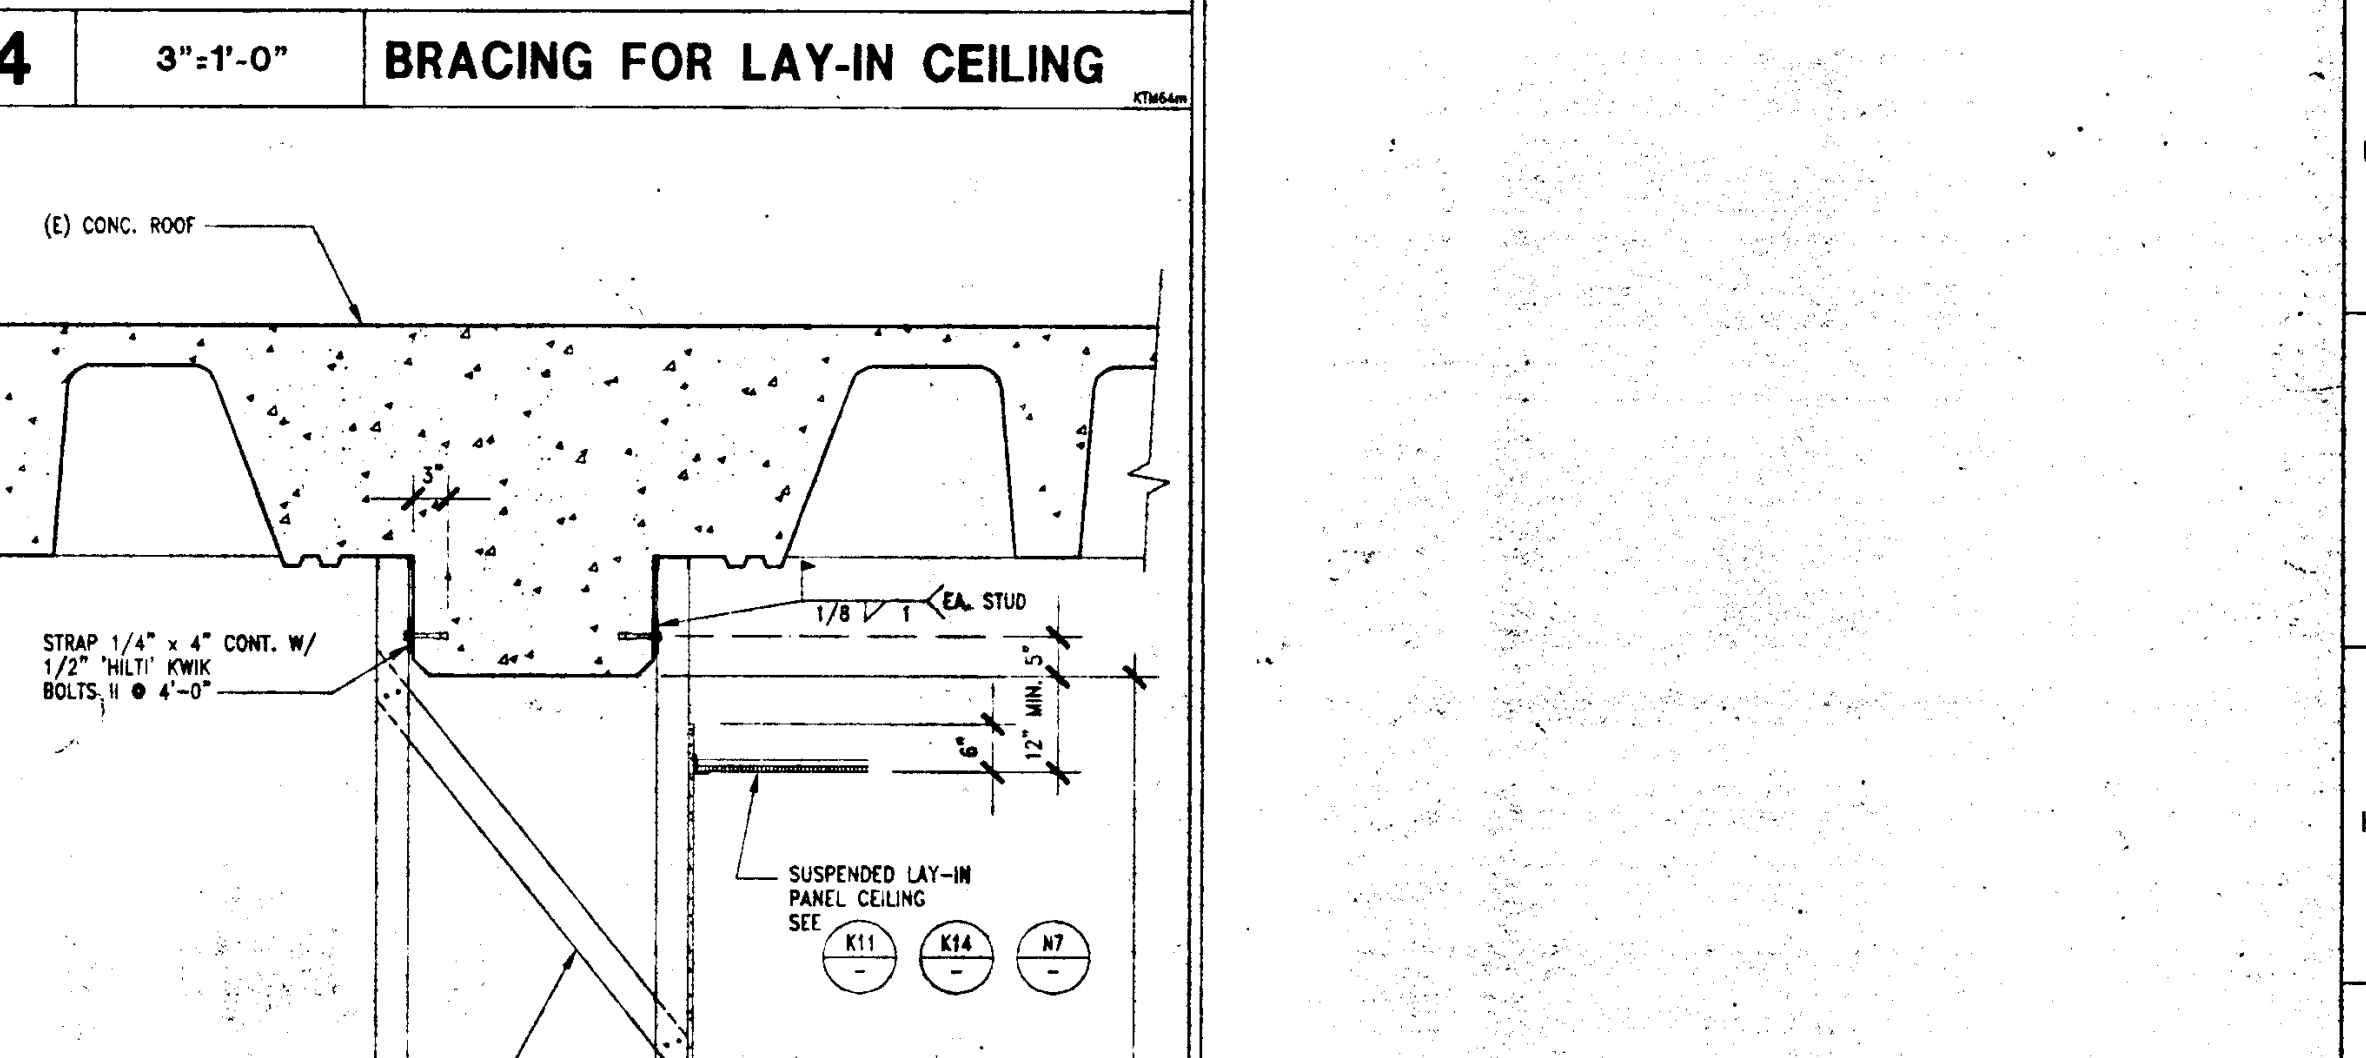 4
3"=1'-0"
BRACING FOR LAY-IN CEILING
KTM64m
(E) CONC. ROOF
3"
1/8
1
EA. STUD
STRAP 1/4" x 4" CONT. W/
1/2" 'HILTI' KWIK
BOLTS @ 4'-0"
5"
12" MIN.
6"
SUSPENDED LAY-IN
PANEL CEILING
SEE
K11
-
K14
-
N7
-